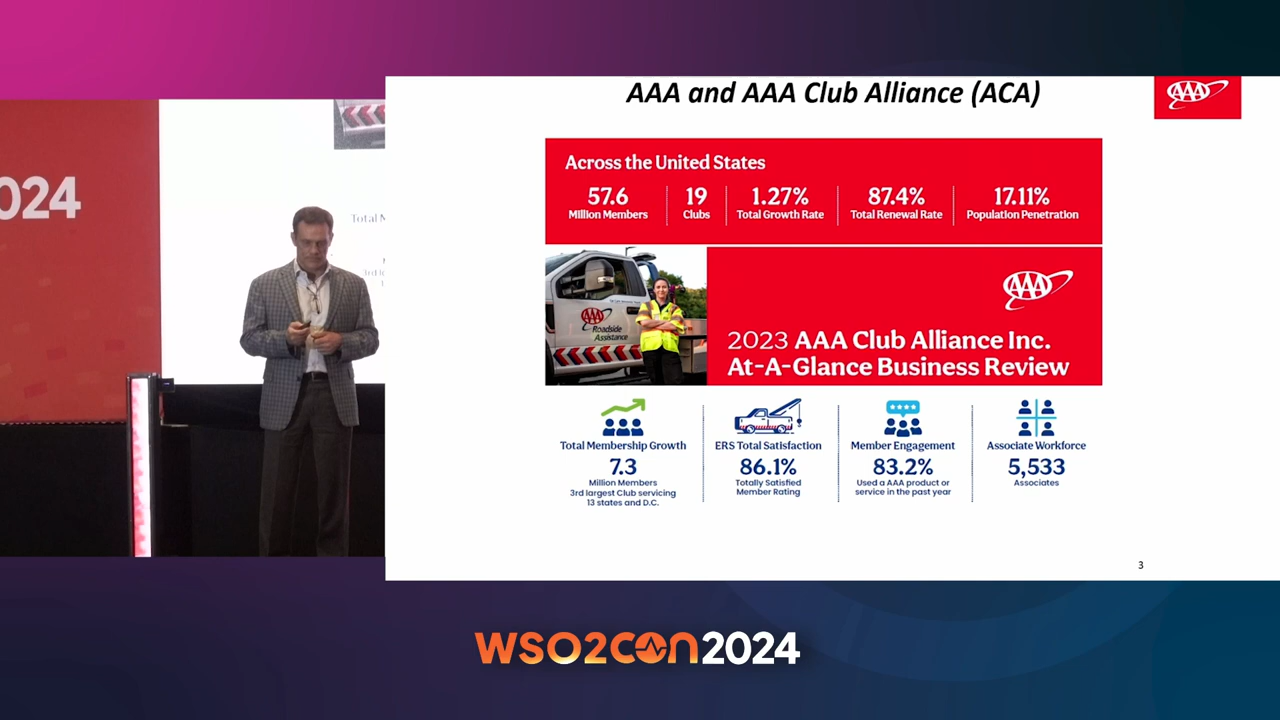 AAA and AAA Club Alliance (ACA)
AAA
Across the United States
57.6
Million Members
19
Clubs
1.27%
Total Growth Rate
87.4%
Total Renewal Rate
17.11%
Population Penetration
024
Total M
3rd la
AAA
Roadside
Assistance
AAA
2023 AAA Club Alliance Inc.
At-A-Glance Business Review
Total Membership Growth
7.3
Million Members
3rd largest Club servicing
13 states and D.C.
ERS Total Satisfaction
86.1%
Totally Satisfied
Member Rating
Member Engagement
83.2%
Used a AAA product or
service in the past year
Associate Workforce
5,533
Associates
3
WSO2CON2024